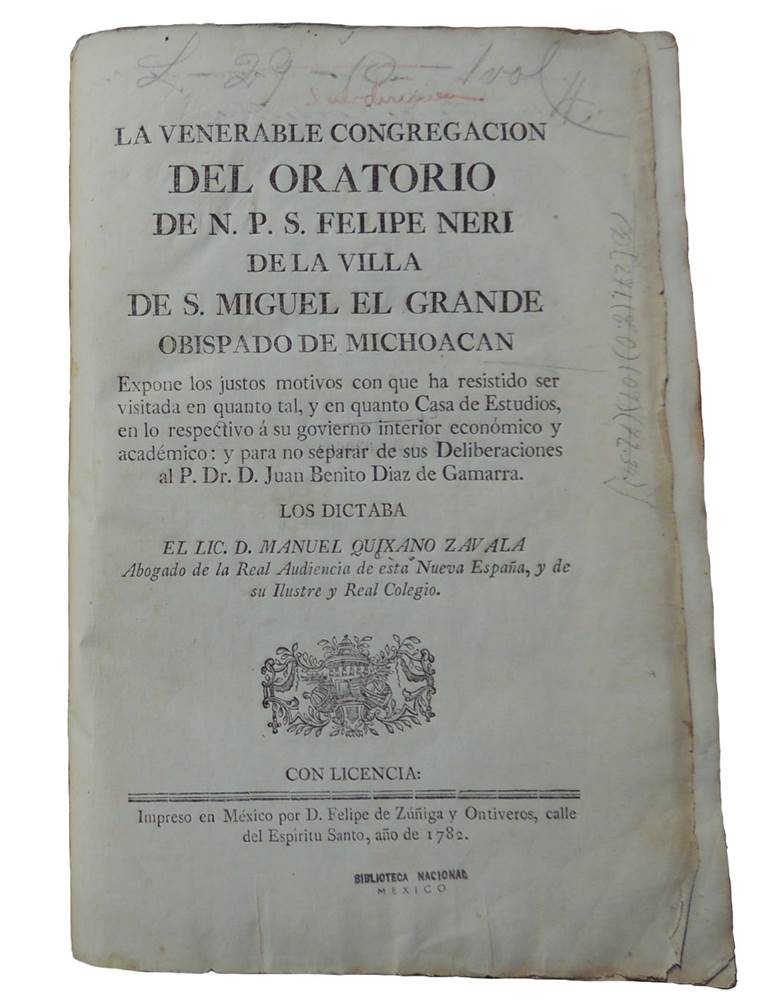 L - 29 - 10 - 1 vol
LA VENERABLE CONGREGACION
DEL ORATORIO
DE N. P. S. FELIPE NERI
DE LA VILLA
DE S. MIGUEL EL GRANDE
OBISPADO DE MICHOACAN
Expone los justos motivos con que ha resistido ser
visitada en quanto tal, y en quanto Casa de Estudios,
en lo respectivo á su govierno interior económico y
académico: y para no separar de sus Deliberaciones
al P. Dr. D. Juan Benito Diaz de Gamarra.
LOS DICTABA
EL LIC. D. MANUEL QUIXANO ZAVALA
Abogado de la Real Audiencia de esta Nueva España, y de
su Ilustre y Real Colegio.
CON LICENCIA:
Impreso en México por D. Felipe de Zúñiga y Ontiveros, calle
del Espíritu Santo, año de 1782.
BIBLIOTECA NACIONAL
MEXICO